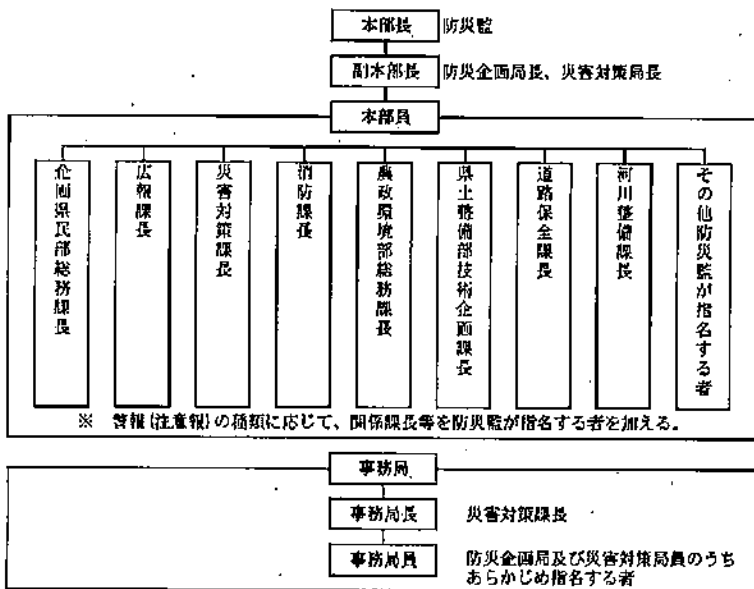 本部長 防災監
副本部長 防災企画局長、災害対策局長
本部員
企画県民部総務課長
広報課長
災害対策課長
消防課長
農政環境部総務課長
県土整備部技術企画課長
道路保全課長
河川整備課長
その他防災監が指名する者
※ 警報(注意報)の種類に応じて、関係課長等を防災監が指名する者を加える。
事務局
事務局長 災害対策課長
事務局員 防災企画局及び災害対策局員のうち
あらかじめ指名する者